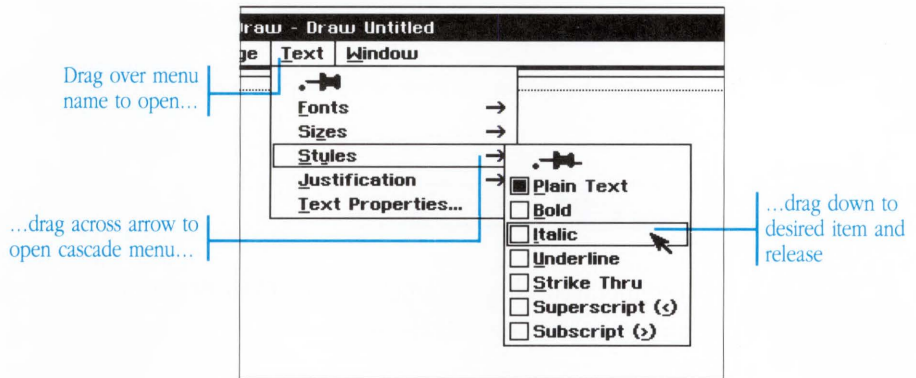 raw - Draw Untitled
ge Text Window
Drag over menu
name to open...
Fonts →
Sizes →
Styles →
Justification →
Text Properties...
...drag across arrow to
open cascade menu...
Plain Text
Bold
Italic
Underline
Strike Thru
Superscript (<)
Subscript (>)
...drag down to
desired item and
release